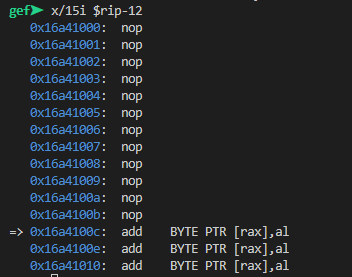 gef➤ x/15i $rip-12
0x16a41000: nop
0x16a41001: nop
0x16a41002: nop
0x16a41003: nop
0x16a41004: nop
0x16a41005: nop
0x16a41006: nop
0x16a41007: nop
0x16a41008: nop
0x16a41009: nop
0x16a4100a: nop
0x16a4100b: nop
=> 0x16a4100c: add BYTE PTR [rax],al
0x16a4100e: add BYTE PTR [rax],al
0x16a41010: add BYTE PTR [rax],al